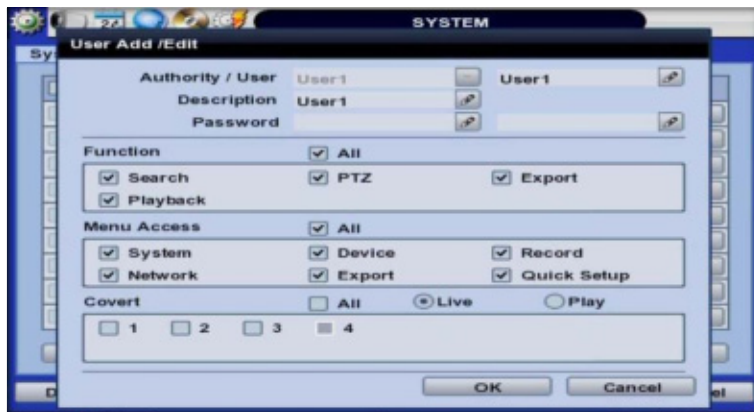 SYSTEM
User Add /Edit
Authority / User User1 User1
Description User1
Password
Function All
Search PTZ Export
Playback
Menu Access All
System Device Record
Network Export Quick Setup
Covert All Live Play
1 2 3 4
OK Cancel